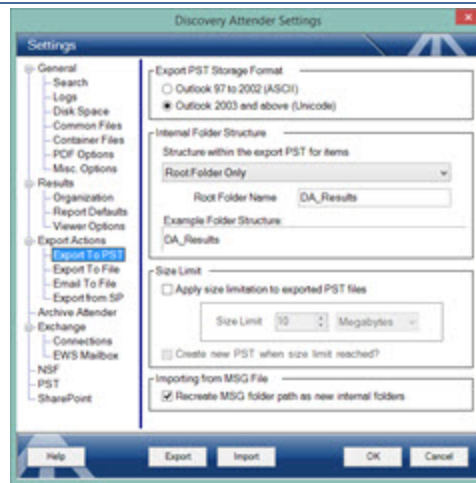 Discovery Attender Settings
Settings
General
Search
Logs
Disk Space
Common Files
Container Files
PDF Options
Misc. Options
Results
Organization
Report Defaults
Viewer Options
Export Actions
Export To PST
Export To File
Email To File
Export from SP
Archive Attender
Exchange
Connections
EWS Mailbox
NSF
PST
SharePoint
Export PST Storage Format
Outlook 97 to 2002 (ASCII)
Outlook 2003 and above (Unicode)
Internal Folder Structure
Structure within the export PST for items
Root Folder Only
Root Folder Name DA_Results
Example Folder Structure:
DA_Results
Size Limit
Apply size limitation to exported PST files
Size Limit 10 Megabytes
Create new PST when size limit reached?
Importing from MSG File
Recreate MSG folder path as new internal folders
Help Export Import OK Cancel